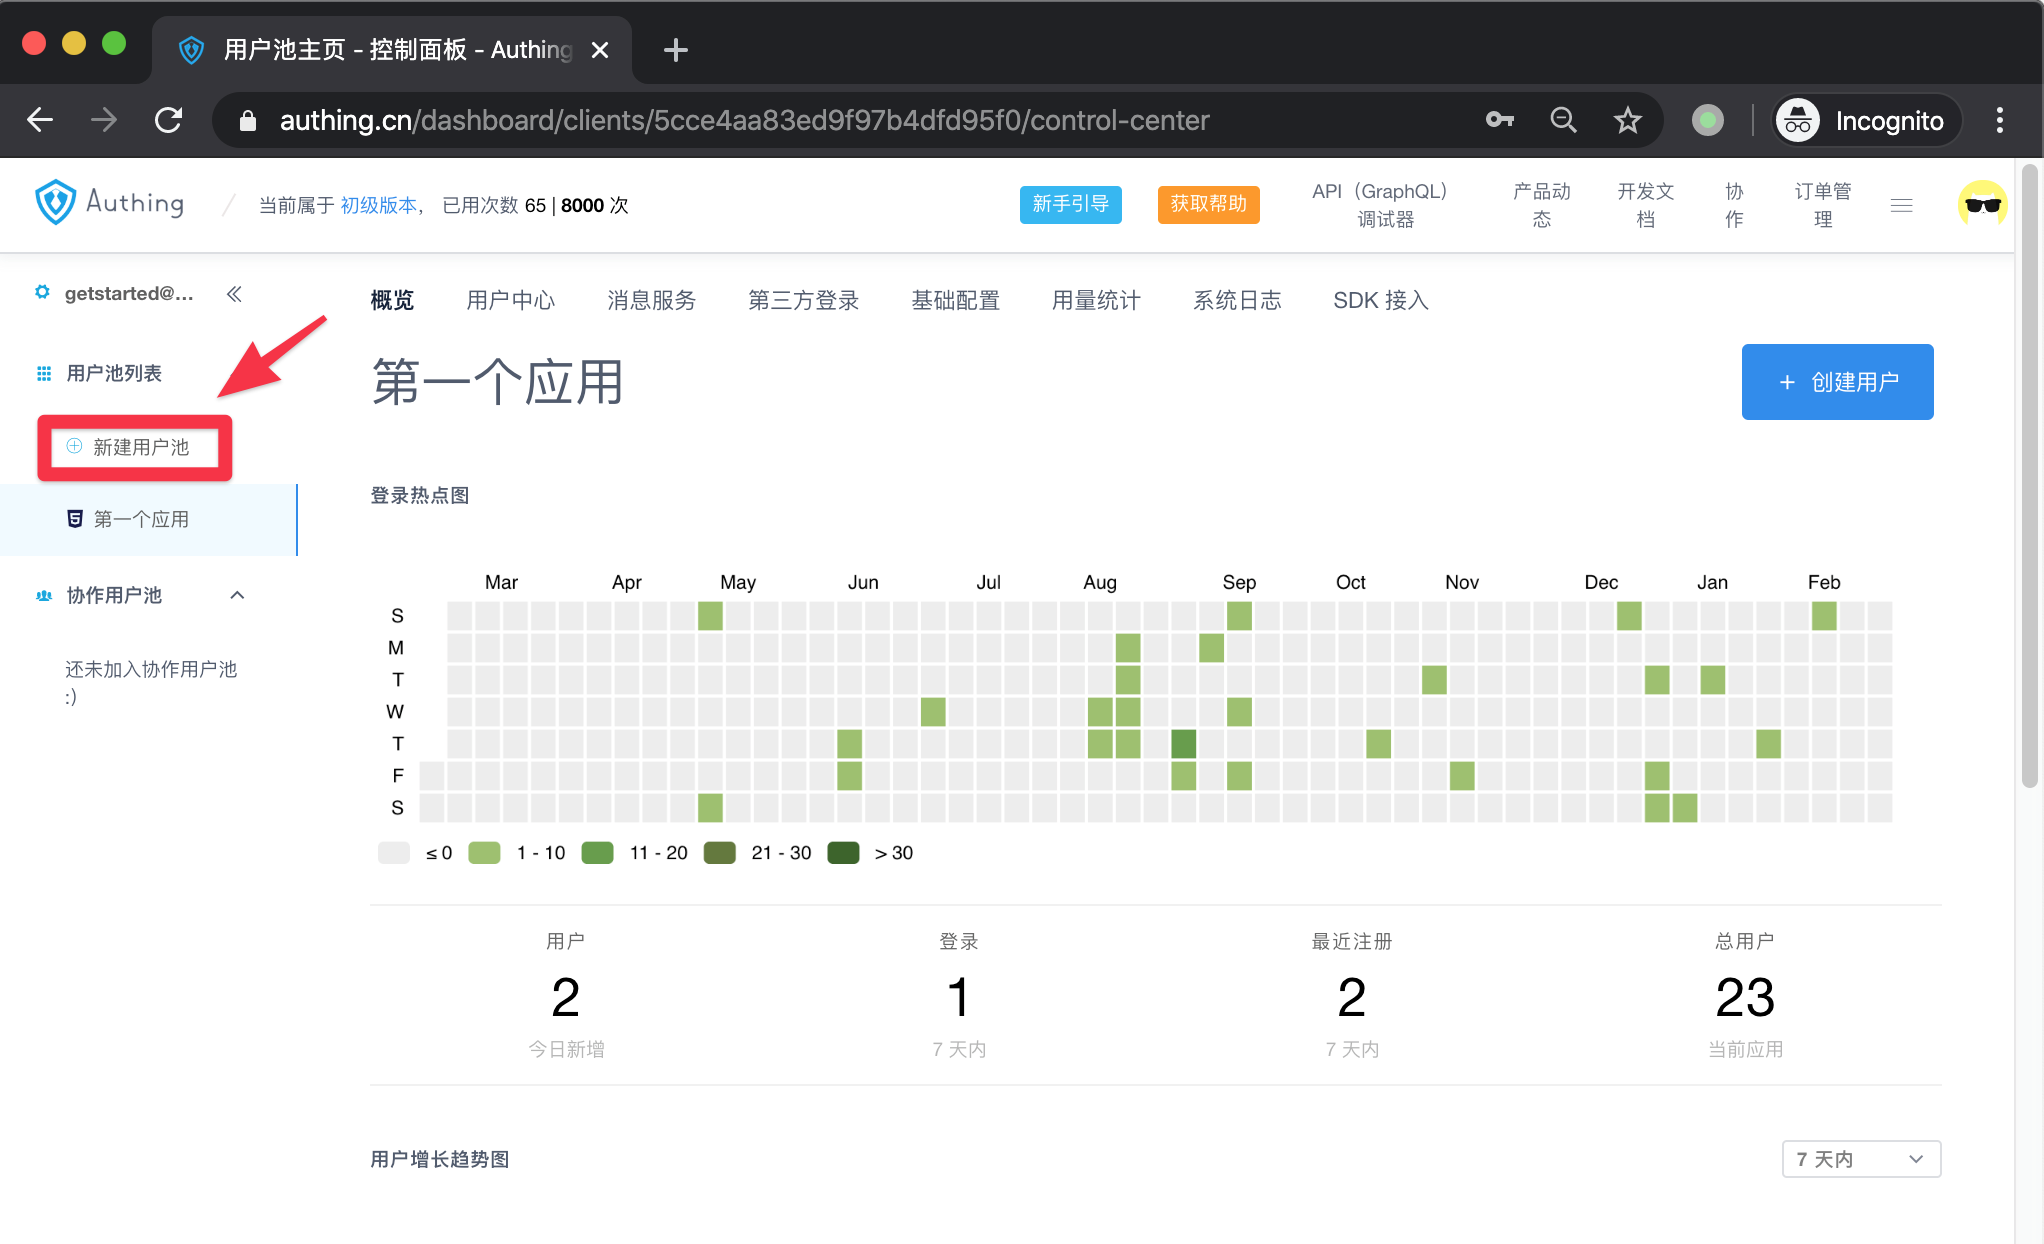 用户池主页 - 控制面板 - Authing
authing.cn/dashboard/clients/5cce4aa83ed9f97b4dfd95f0/control-center
Incognito
Authing
/ 当前属于 初级版本， 已用次数 65 | 8000 次
新手引导
获取帮助
API（GraphQL）
调试器
产品动
态
开发文
档
协
作
订单管
理
getstarted@...
概览 用户中心 消息服务 第三方登录 基础配置 用量统计 系统日志 SDK 接入
用户池列表
新建用户池
第一个应用
协作用户池
还未加入协作用户池
:)
第一个应用
+ 创建用户
登录热点图
Mar Apr May Jun Jul Aug Sep Oct Nov Dec Jan Feb
S
M
T
W
T
F
S
≤ 0 1 - 10 11 - 20 21 - 30 > 30
用户
2
今日新增
登录
1
7 天内
最近注册
2
7 天内
总用户
23
当前应用
用户增长趋势图
7 天内